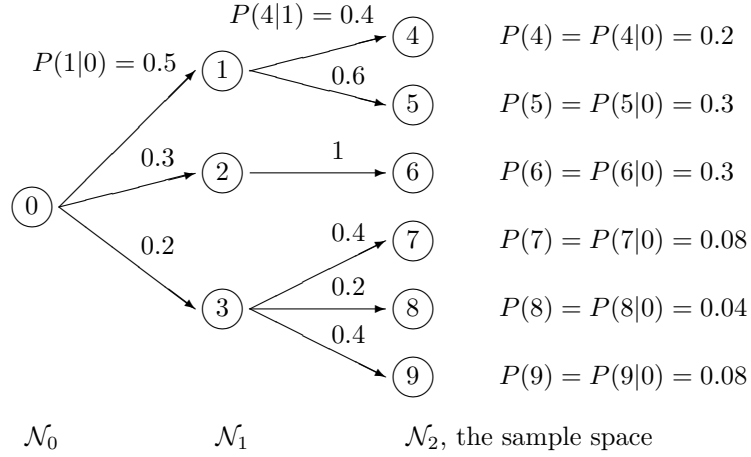 P(4|1) = 0.4
4
P(4) = P(4|0) = 0.2
P(1|0) = 0.5
1
0.6
5
P(5) = P(5|0) = 0.3
0.3
2
1
6
P(6) = P(6|0) = 0.3
0
0.2
0.4
7
P(7) = P(7|0) = 0.08
3
0.2
8
P(8) = P(8|0) = 0.04
0.4
9
P(9) = P(9|0) = 0.08
𝒩₀
𝒩₁
𝒩₂, the sample space